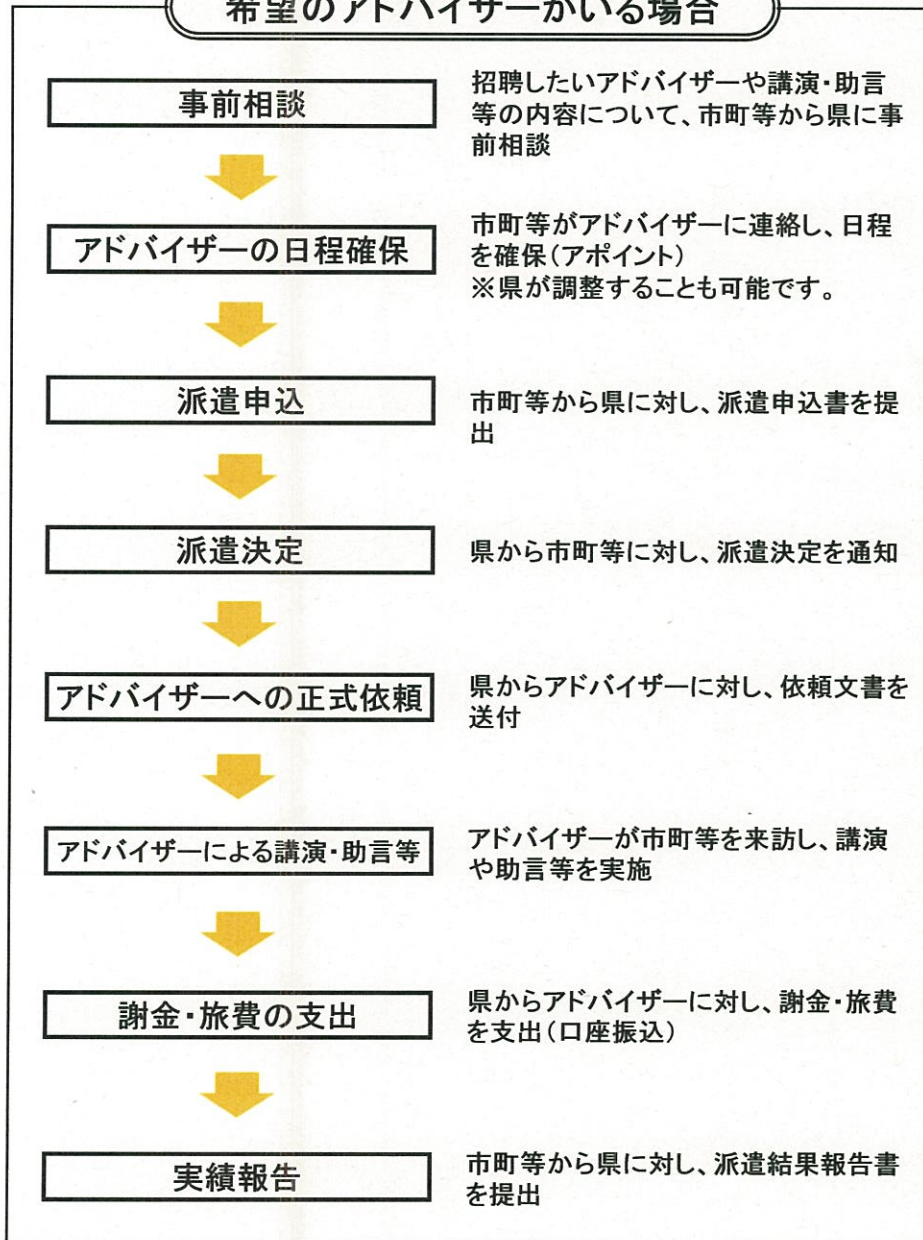 希望のアドバイザーがいる場合
事前相談
招聘したいアドバイザーや講演・助言
等の内容について、市町等から県に事
前相談
アドバイザーの日程確保
市町等がアドバイザーに連絡し、日程
を確保(アポイント)
※県が調整することも可能です。
派遣申込
市町等から県に対し、派遣申込書を提
出
派遣決定
県から市町等に対し、派遣決定を通知
アドバイザーへの正式依頼
県からアドバイザーに対し、依頼文書を
送付
アドバイザーによる講演・助言等
アドバイザーが市町等を来訪し、講演
や助言等を実施
謝金・旅費の支出
県からアドバイザーに対し、謝金・旅費
を支出(口座振込)
実績報告
市町等から県に対し、派遣結果報告書
を提出